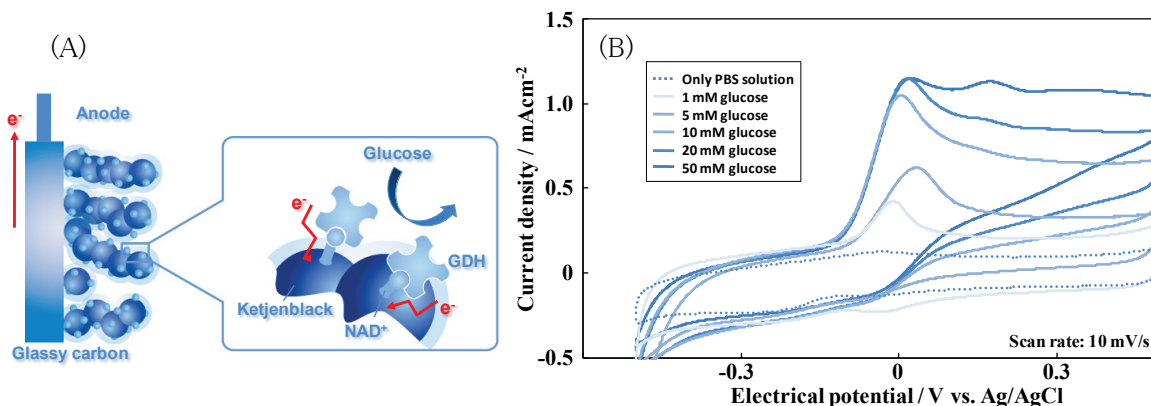 (A)
Anode
e⁻
Glucose
e⁻
GDH
Ketjenblack
NAD⁺
e⁻
Glassy carbon
(B)
1.5
1.0
0.5
0
-0.5
Current density / mAcm⁻²
Only PBS solution
1 mM glucose
5 mM glucose
10 mM glucose
20 mM glucose
50 mM glucose
Scan rate: 10 mV/s
-0.3
0
0.3
Electrical potential / V vs. Ag/AgCl